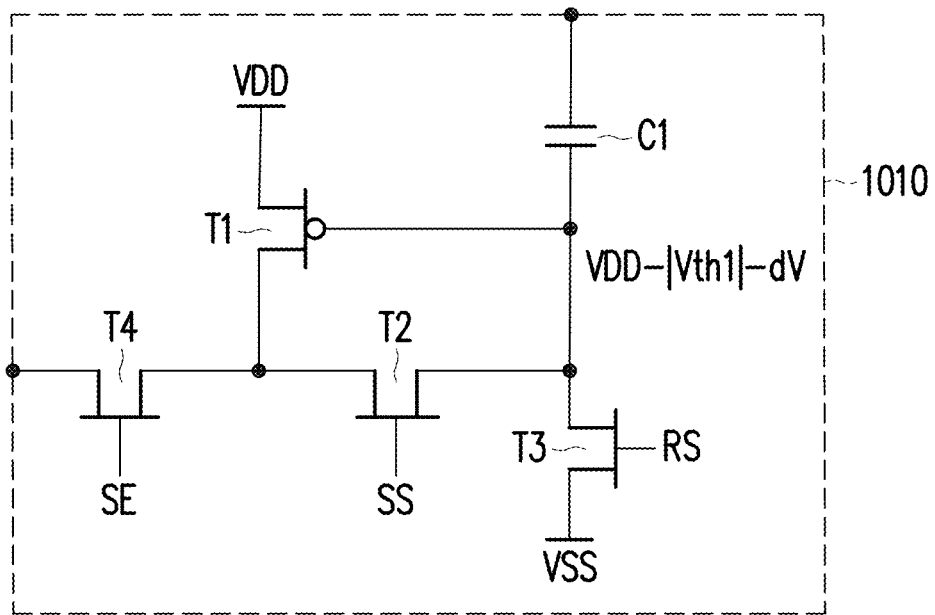 VDD
C1
1010
T1
VDD-|Vth1|-dV
T4
T2
T3
RS
SE
SS
VSS